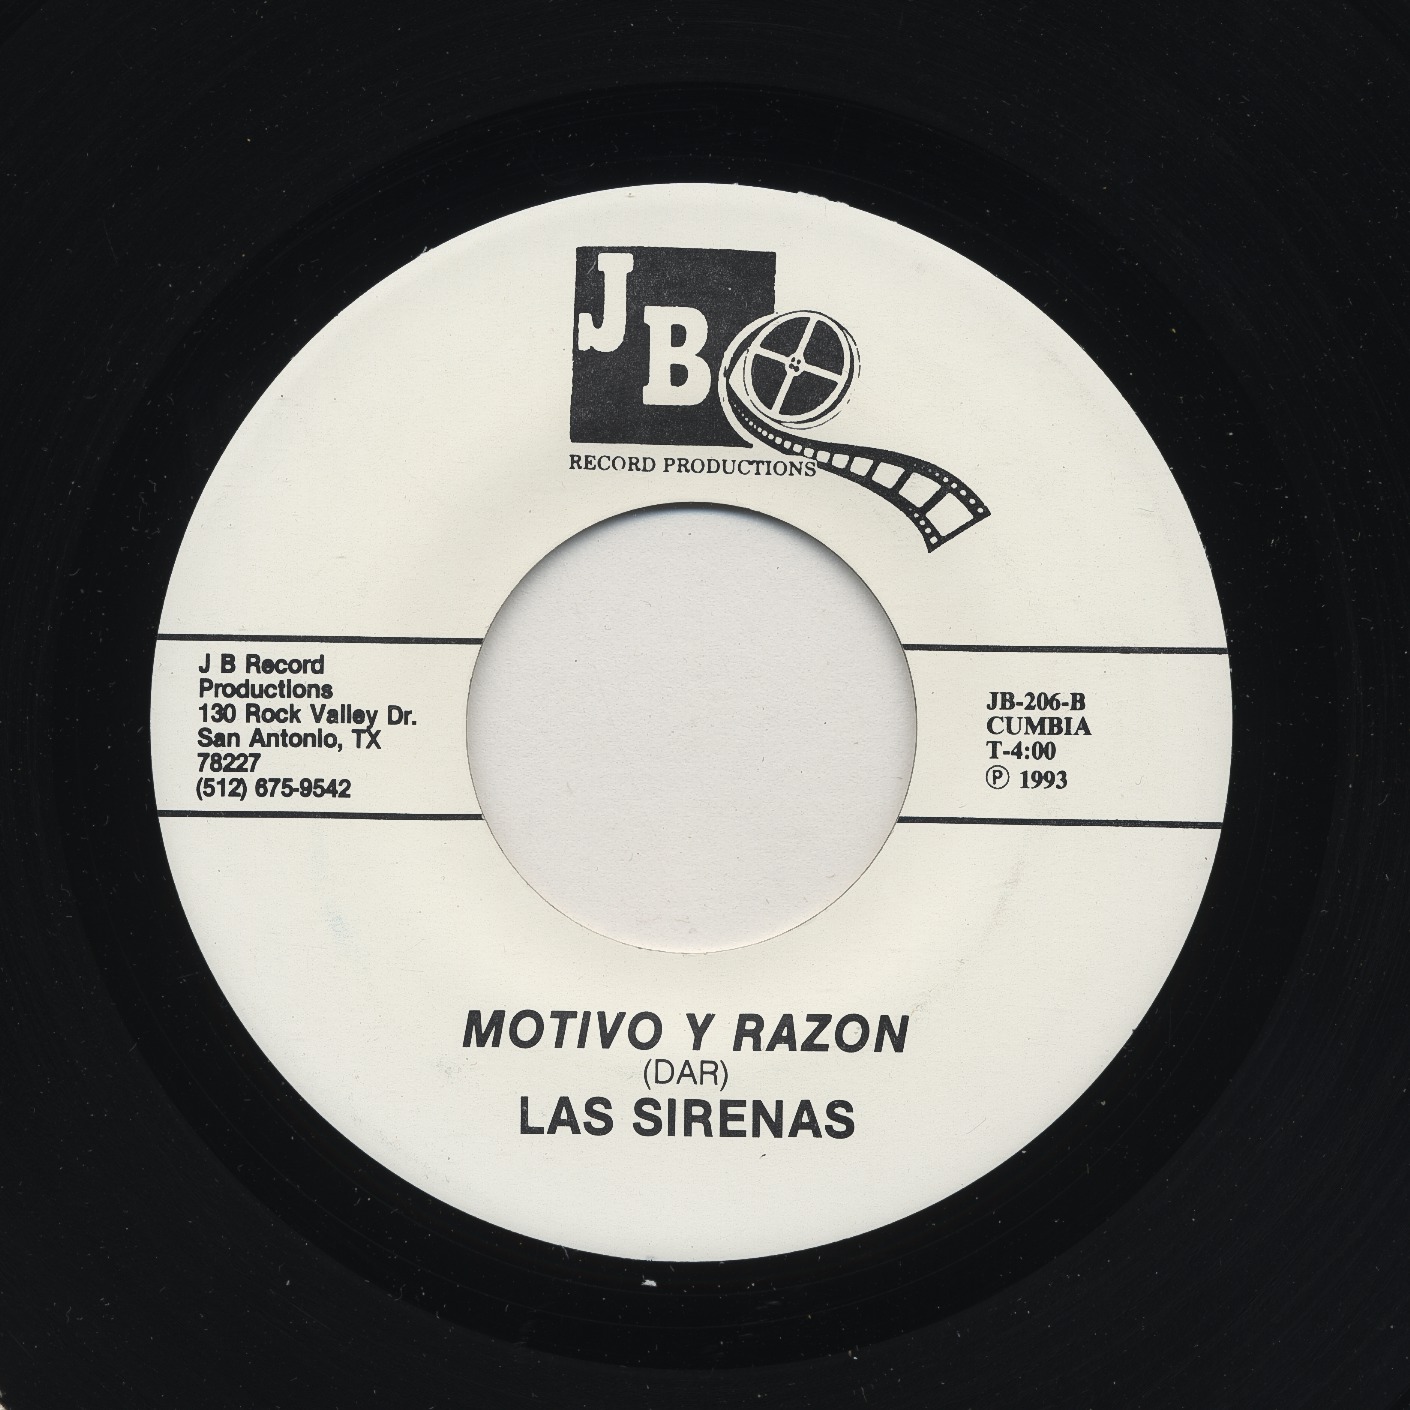 J B
RECORD PRODUCTIONS
J B Record
Productions
130 Rock Valley Dr.
San Antonio, TX
78227
(512) 675-9542
JB-206-B
CUMBIA
T-4:00
℗ 1993
MOTIVO Y RAZON
(DAR)
LAS SIRENAS